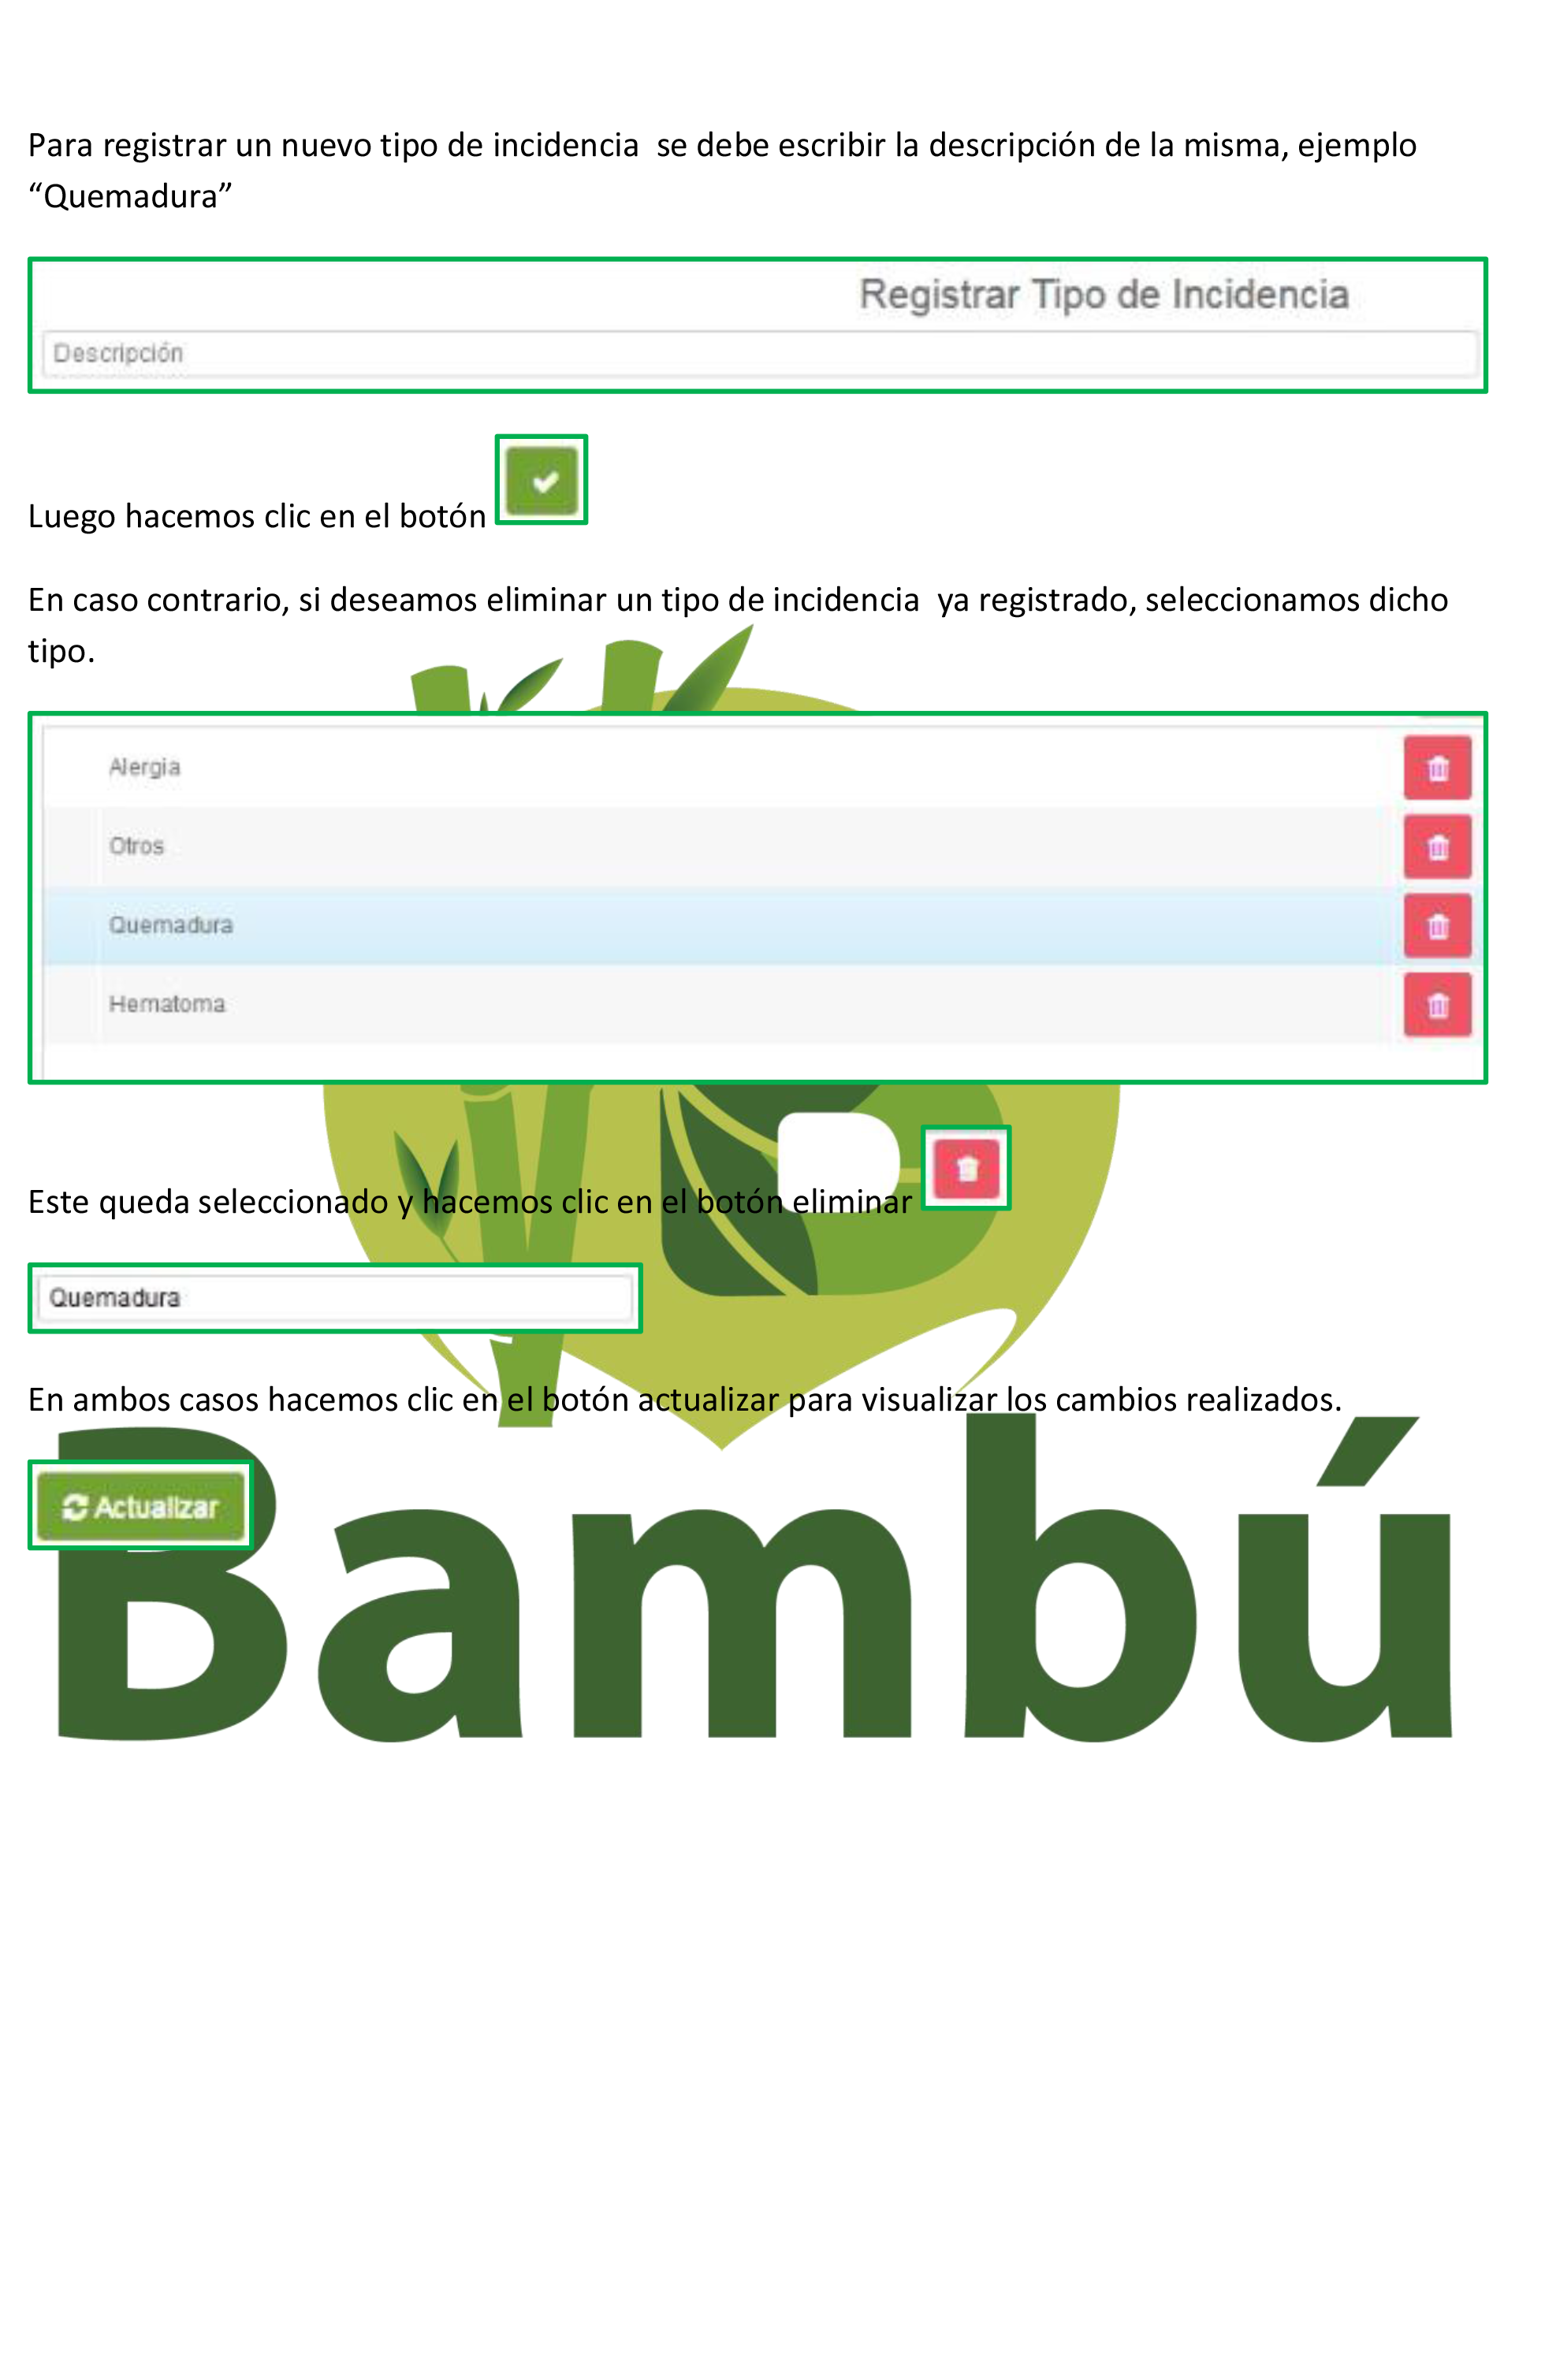 Para registrar un nuevo tipo de incidencia  se debe escribir la descripción de la misma, ejemplo
“Quemadura”
Registrar Tipo de Incidencia
Descripción
Luego hacemos clic en el botón
En caso contrario, si deseamos eliminar un tipo de incidencia  ya registrado, seleccionamos dicho
tipo.
Alergia
Otros
Quemadura
Hematoma
Este queda seleccionado y hacemos clic en el botón eliminar
Quemadura
En ambos casos hacemos clic en el botón actualizar para visualizar los cambios realizados.
Actualizar
Bambú